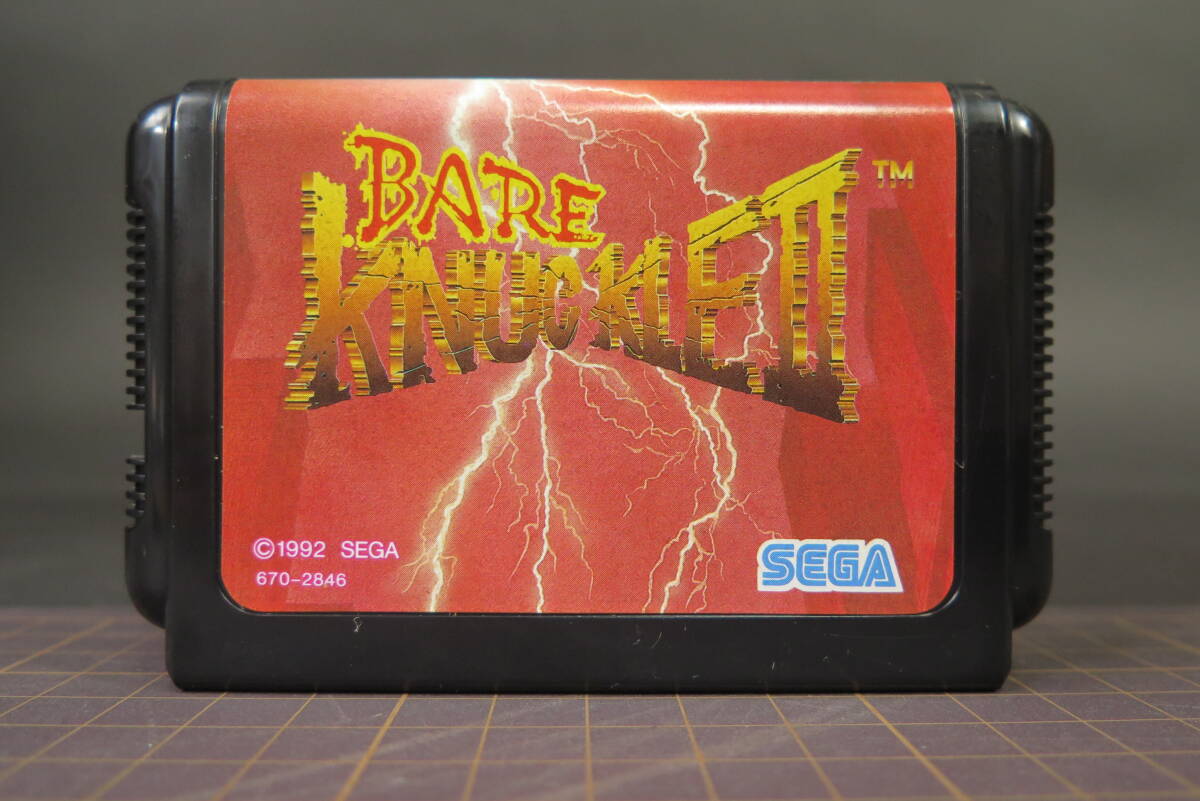 BARE
KNUCKLE II
TM
©1992 SEGA
670-2846
SEGA